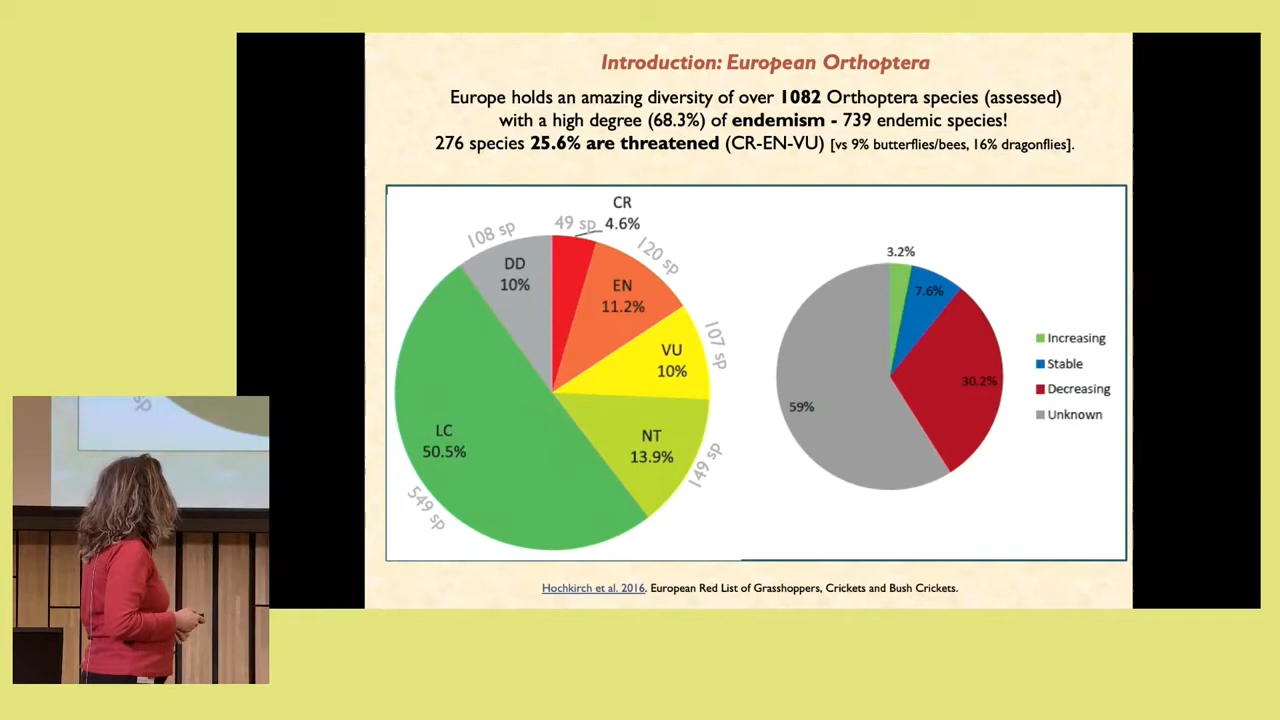 Introduction: European Orthoptera
Europe holds an amazing diversity of over 1082 Orthoptera species (assessed)
with a high degree (68.3%) of endemism - 739 endemic species!
276 species 25.6% are threatened (CR-EN-VU) [vs 9% butterflies/bees, 16% dragonflies].
CR
4.6%
49 sp
108 sp
120 sp
DD
10%
EN
11.2%
107 sp
VU
10%
LC
50.5%
NT
13.9%
149 sp
549 sp
3.2%
7.6%
30.2%
59%
Increasing
Stable
Decreasing
Unknown
sp
Hochkirch et al. 2016. European Red List of Grasshoppers, Crickets and Bush Crickets.